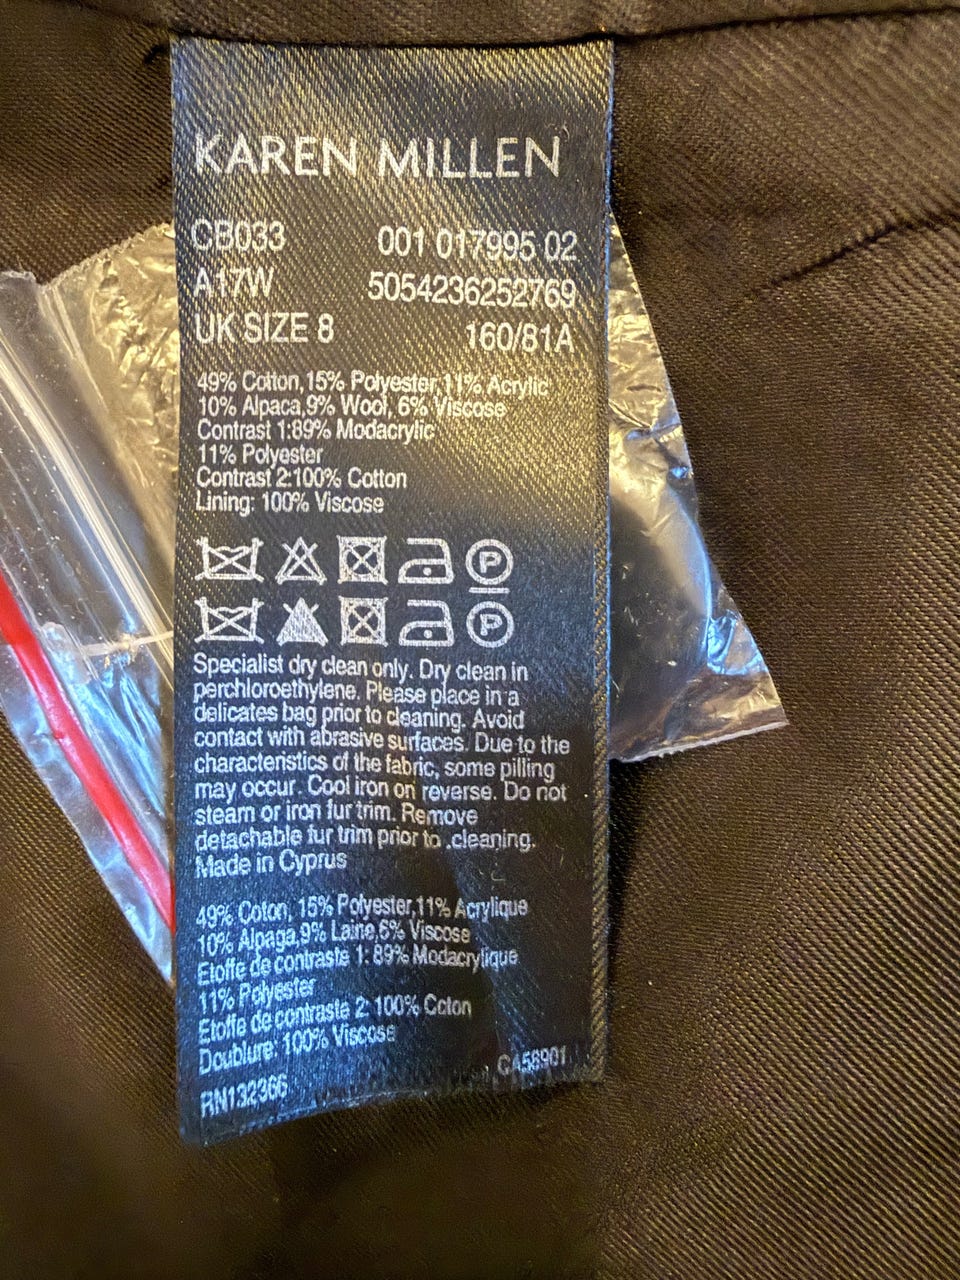 KAREN MILLEN
CB033 001 017995 02
A17W 5054236252769
UK SIZE 8 160/81A
49% Cotton,15% Polyester,11% Acrylic
10% Alpaca,9% Wool, 6% Viscose
Contrast 1:89% Modacrylic
11% Polyester
Contrast 2:100% Cotton
Lining: 100% Viscose
P
P
Specialist dry clean only. Dry clean in
perchloroethylene. Please place in a
delicates bag prior to cleaning. Avoid
contact with abrasive surfaces. Due to the
characteristics of the fabric, some pilling
may occur. Cool iron on reverse. Do not
steam or iron fur trim. Remove
detachable fur trim prior to .cleaning.
Made in Cyprus
49% Coton, 15% Polyester,11% Acrylique
10% Alpaga,9% Laine,6% Viscose
Etoffe de contraste 1: 89% Modacrylique
11% Polyester
Etoffe de contraste 2: 100% Coton
Doublure: 100% Viscose
RN132366 CA58901